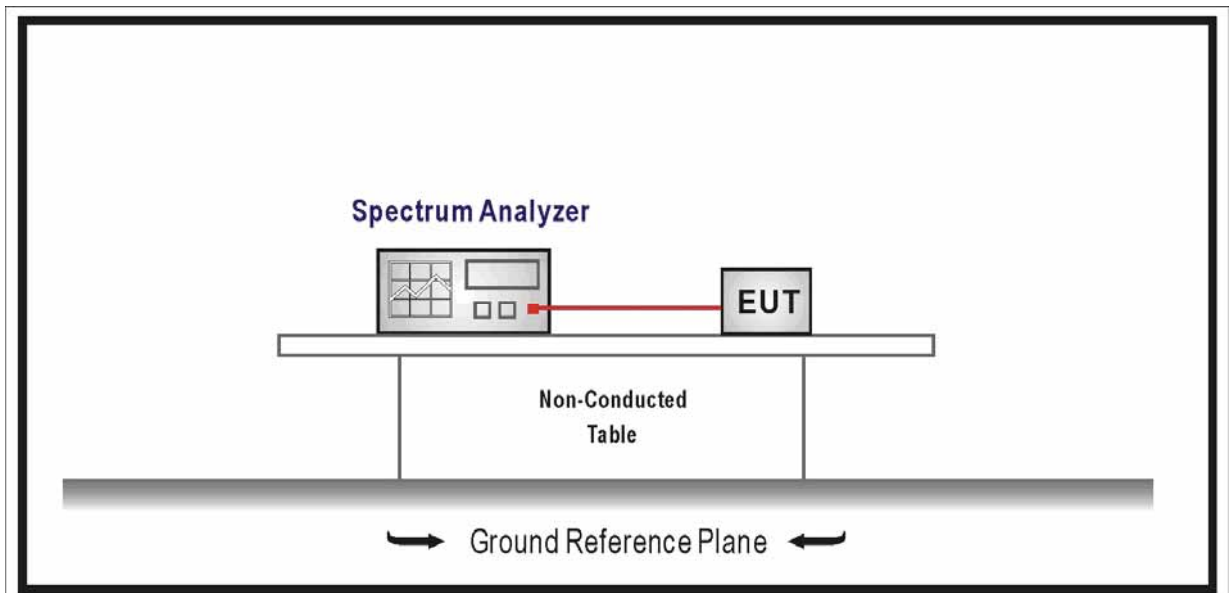 Spectrum Analyzer
EUT
Non-Conducted
Table
Ground Reference Plane